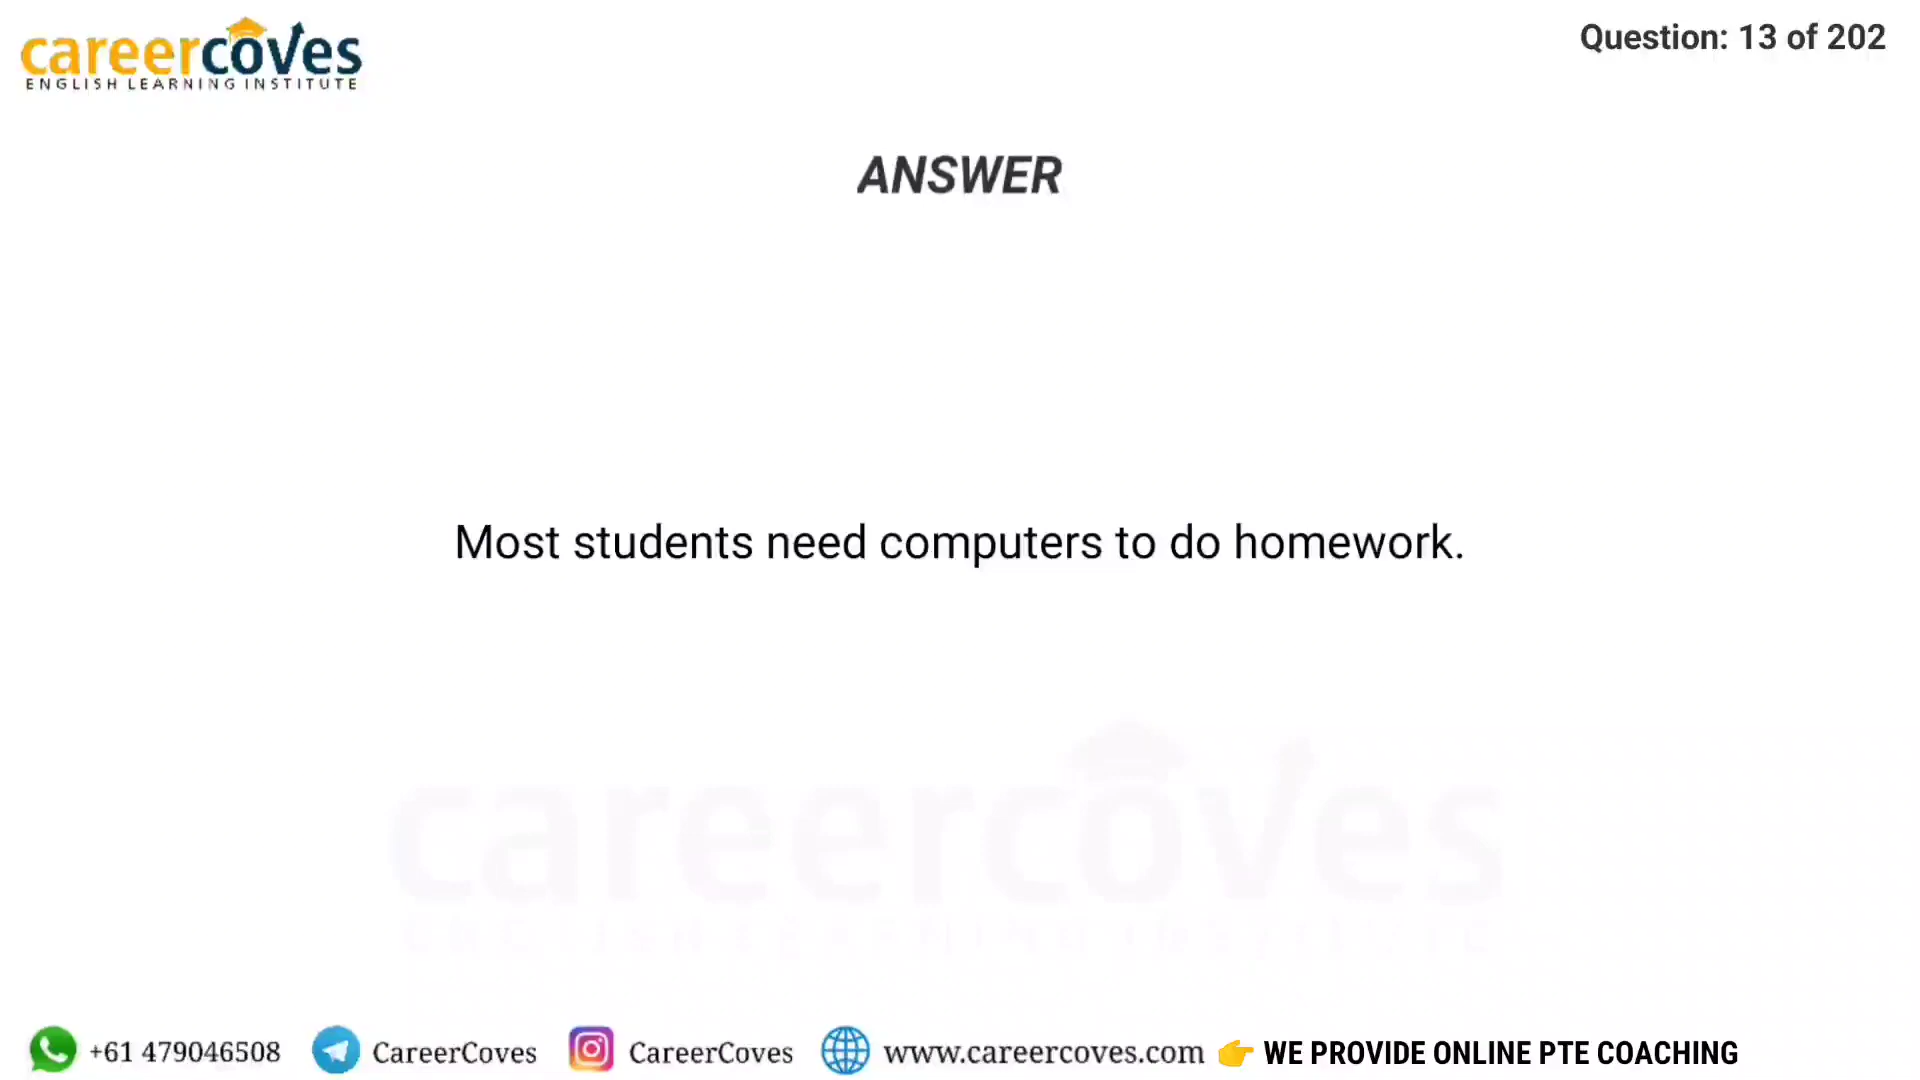 careercoves
ENGLISH LEARNING INSTITUTE
Question: 13 of 202
ANSWER
Most students need computers to do homework.
careercoves
+61 479046508 CareerCoves CareerCoves www.careercoves.com 👉 WE PROVIDE ONLINE PTE COACHING